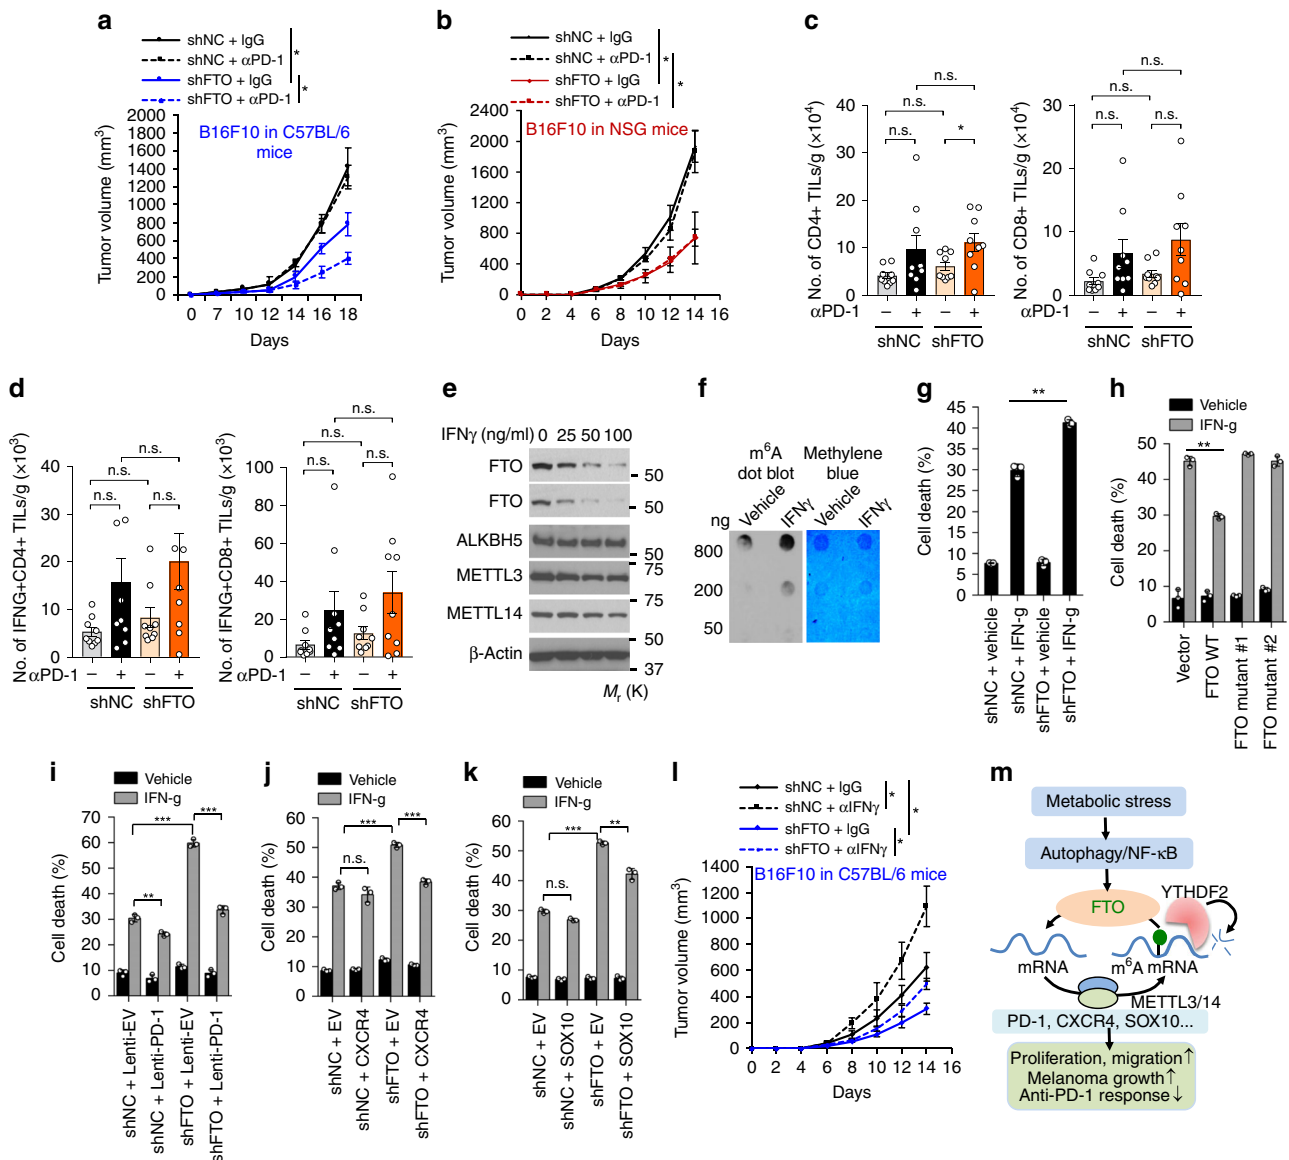 a
shNC + IgG
shNC + αPD-1
shFTO + IgG
shFTO + αPD-1
*
*
B16F10 in C57BL/6
mice
Tumor volume (mm³)
2000
1800
1600
1400
1200
1000
800
600
400
200
0
0 7 10 12 14 16 18
Days
b
shNC + IgG
shNC + αPD-1
shFTO + IgG
shFTO + αPD-1
*
*
B16F10 in NSG mice
Tumor volume (mm³)
2400
2000
1600
1200
800
400
0
0 2 4 6 8 10 12 14 16
Days
c
No. of CD4+ TILs/g (×10⁴)
40
30
20
10
0
n.s.
n.s.
n.s.
*
αPD-1 − + − +
shNC shFTO
No. of CD8+ TILs/g (×10⁴)
40
30
20
10
0
n.s.
n.s.
n.s.
n.s.
− + − +
shNC shFTO
d
No. of IFNG+CD4+ TILs/g (×10³)
40
30
20
10
0
n.s.
n.s.
n.s.
n.s.
αPD-1 − + − +
shNC shFTO
No. of IFNG+CD8+ TILs/g (×10³)
100
80
60
40
20
0
n.s.
n.s.
n.s.
n.s.
− + − +
shNC shFTO
e
IFNγ (ng/ml) 0 25 50 100
FTO 50
FTO 50
ALKBH5 50
METTL3 75
METTL14 75
50
β-Actin 37
Mr (K)
f
m⁶A
dot blot
Methylene
blue
Vehicle IFNγ Vehicle IFNγ
ng
800
200
50
g
**
Cell death (%)
45
40
35
30
25
20
15
10
5
0
shNC + vehicle
shNC + IFN-g
shFTO + vehicle
shFTO + IFN-g
h
Vehicle
IFN-g
**
Cell death (%)
50
40
30
20
10
0
Vector
FTO WT
FTO mutant #1
FTO mutant #2
i
Vehicle
IFN-g
***
***
**
Cell death (%)
70
60
50
40
30
20
10
0
shNC + Lenti-EV
shNC + Lenti-PD-1
shFTO + Lenti-EV
shFTO + Lenti-PD-1
j
Vehicle
IFN-g
***
***
n.s.
Cell death (%)
60
50
40
30
20
10
0
shNC + EV
shNC + CXCR4
shFTO + EV
shFTO + CXCR4
k
Vehicle
IFN-g
***
**
n.s.
Cell death (%)
60
50
40
30
20
10
0
shNC + EV
shNC + SOX10
shFTO + EV
shFTO + SOX10
l
shNC + IgG
shNC + αIFNγ
shFTO + IgG
shFTO + αIFNγ
*
*
*
B16F10 in C57BL/6 mice
Tumor volume (mm³)
1400
1200
1000
800
600
400
200
0
0 2 4 6 8 10 12 14 16
Days
m
Metabolic stress
Autophagy/NF-κB
FTO
YTHDF2
mRNA
m⁶A mRNA
METTL3/14
PD-1, CXCR4, SOX10...
Proliferation, migration↑
Melanoma growth↑
Anti-PD-1 response↓